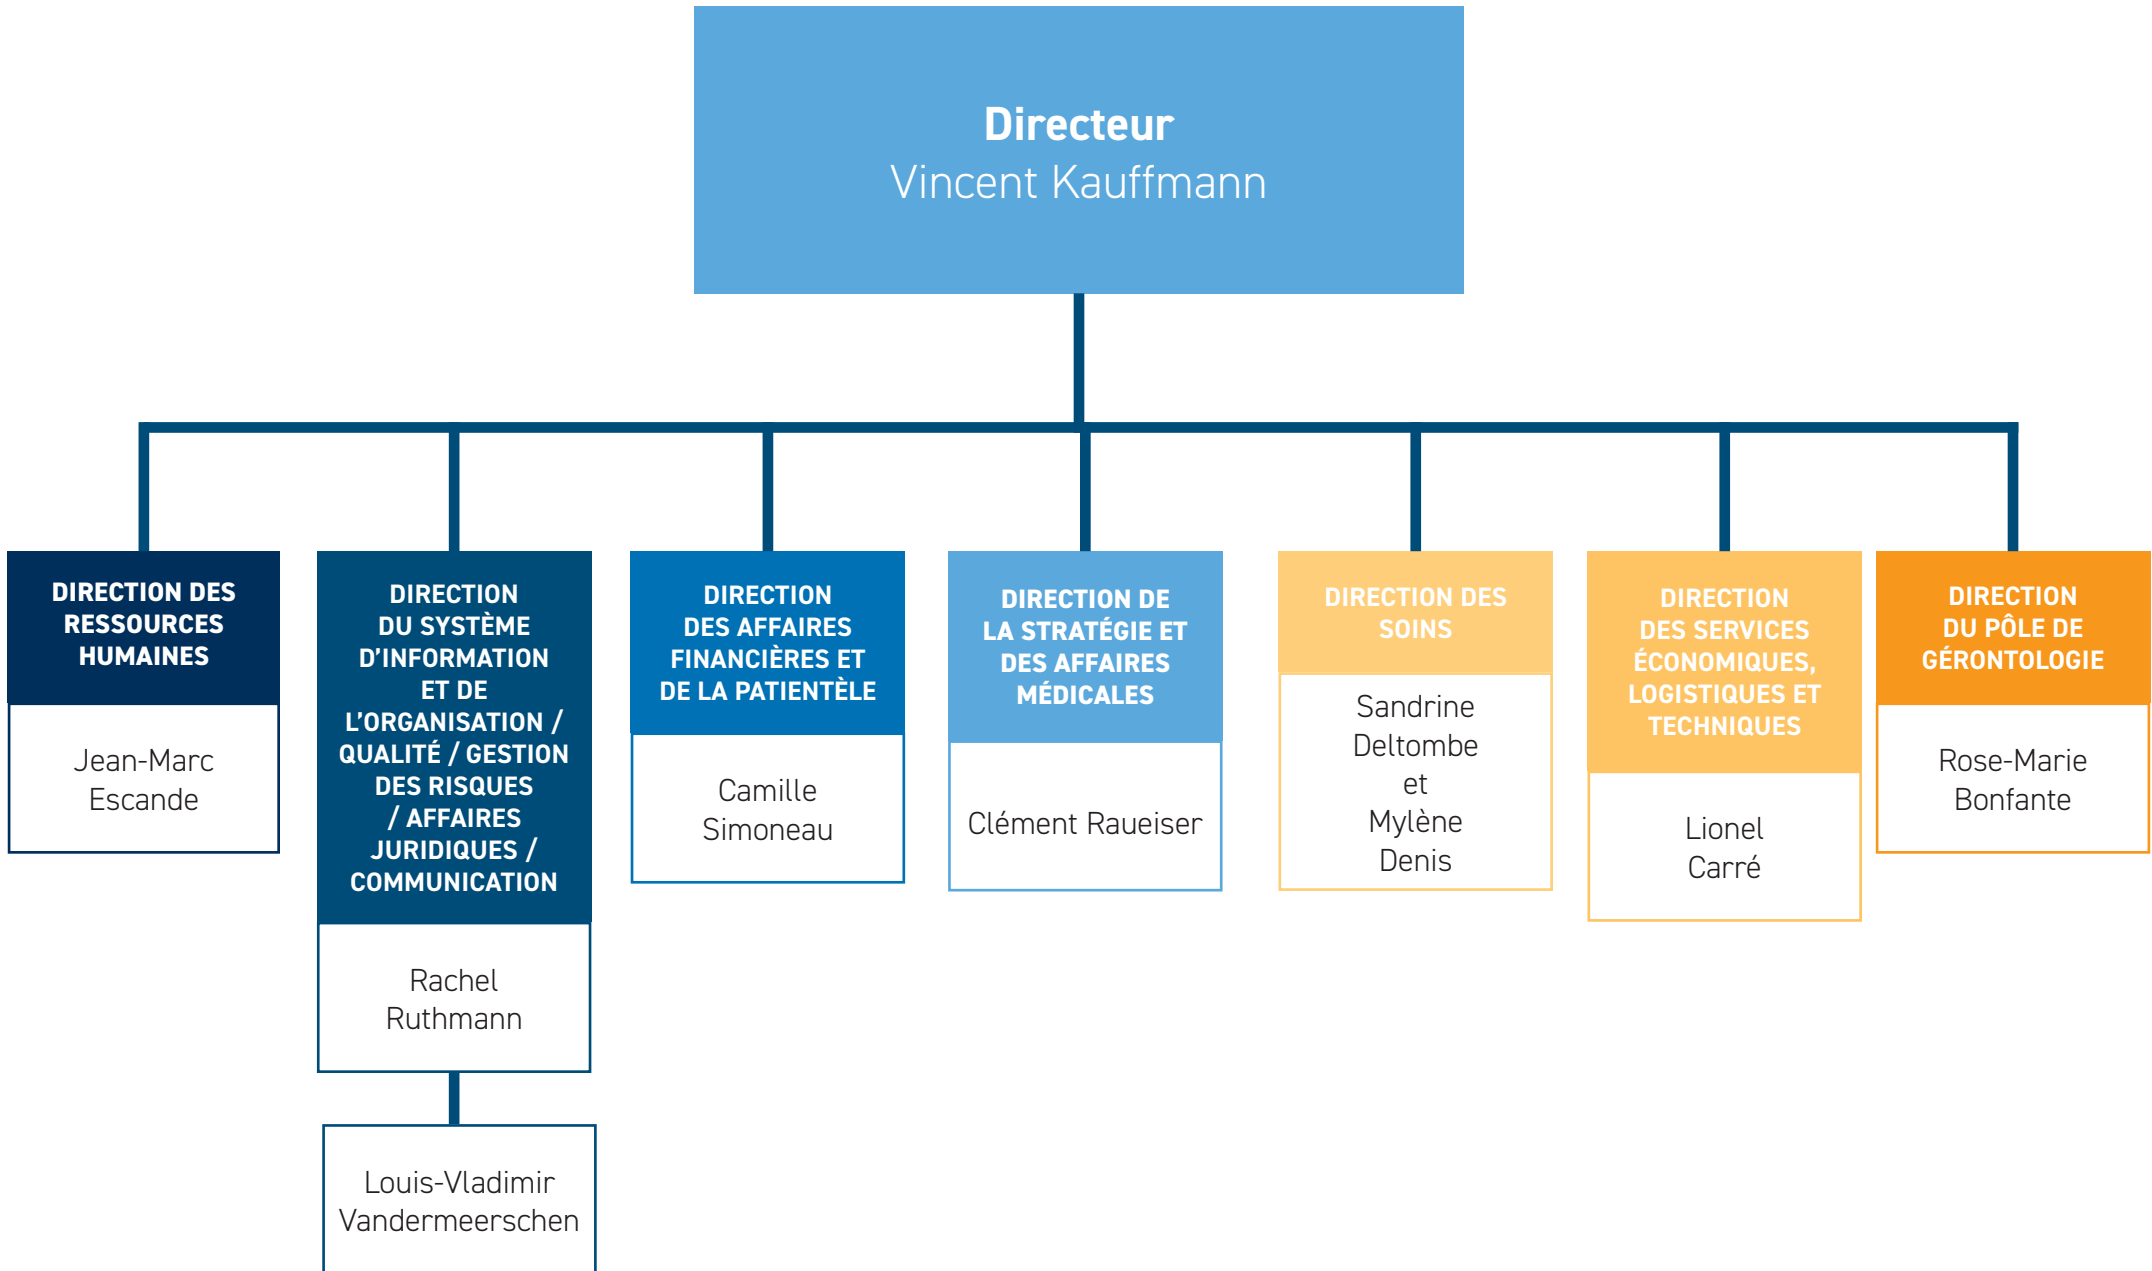 Directeur
Vincent Kauffmann
DIRECTION DES
RESSOURCES
HUMAINES
Jean-Marc
Escande
DIRECTION
DU SYSTÈME
D’INFORMATION
ET DE
L’ORGANISATION /
QUALITÉ / GESTION
DES RISQUES
/ AFFAIRES
JURIDIQUES /
COMMUNICATION
Rachel
Ruthmann
Louis-Vladimir
Vandermeerschen
DIRECTION
DES AFFAIRES
FINANCIÈRES ET
DE LA PATIENTÈLE
Camille
Simoneau
DIRECTION DE
LA STRATÉGIE ET
DES AFFAIRES
MÉDICALES
Clément Raueiser
DIRECTION DES
SOINS
Sandrine
Deltombe
et
Mylène
Denis
DIRECTION
DES SERVICES
ÉCONOMIQUES,
LOGISTIQUES ET
TECHNIQUES
Lionel
Carré
DIRECTION
DU PÔLE DE
GÉRONTOLOGIE
Rose-Marie
Bonfante